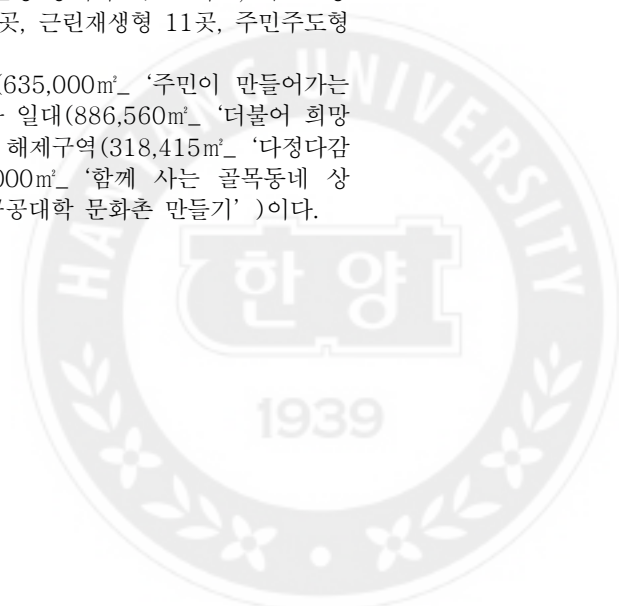 곳, 근린재생형 11곳, 주민주도형
(635,000㎡_ ‘주민이 만들어가는
일대(886,560㎡_ ‘더불어 희망
해제구역(318,415㎡_ ‘다정다감
000㎡_ ‘함께 사는 골목동네 상
공대학 문화촌 만들기’)이다.
HANYANG UNIVERSITY
한양
1939